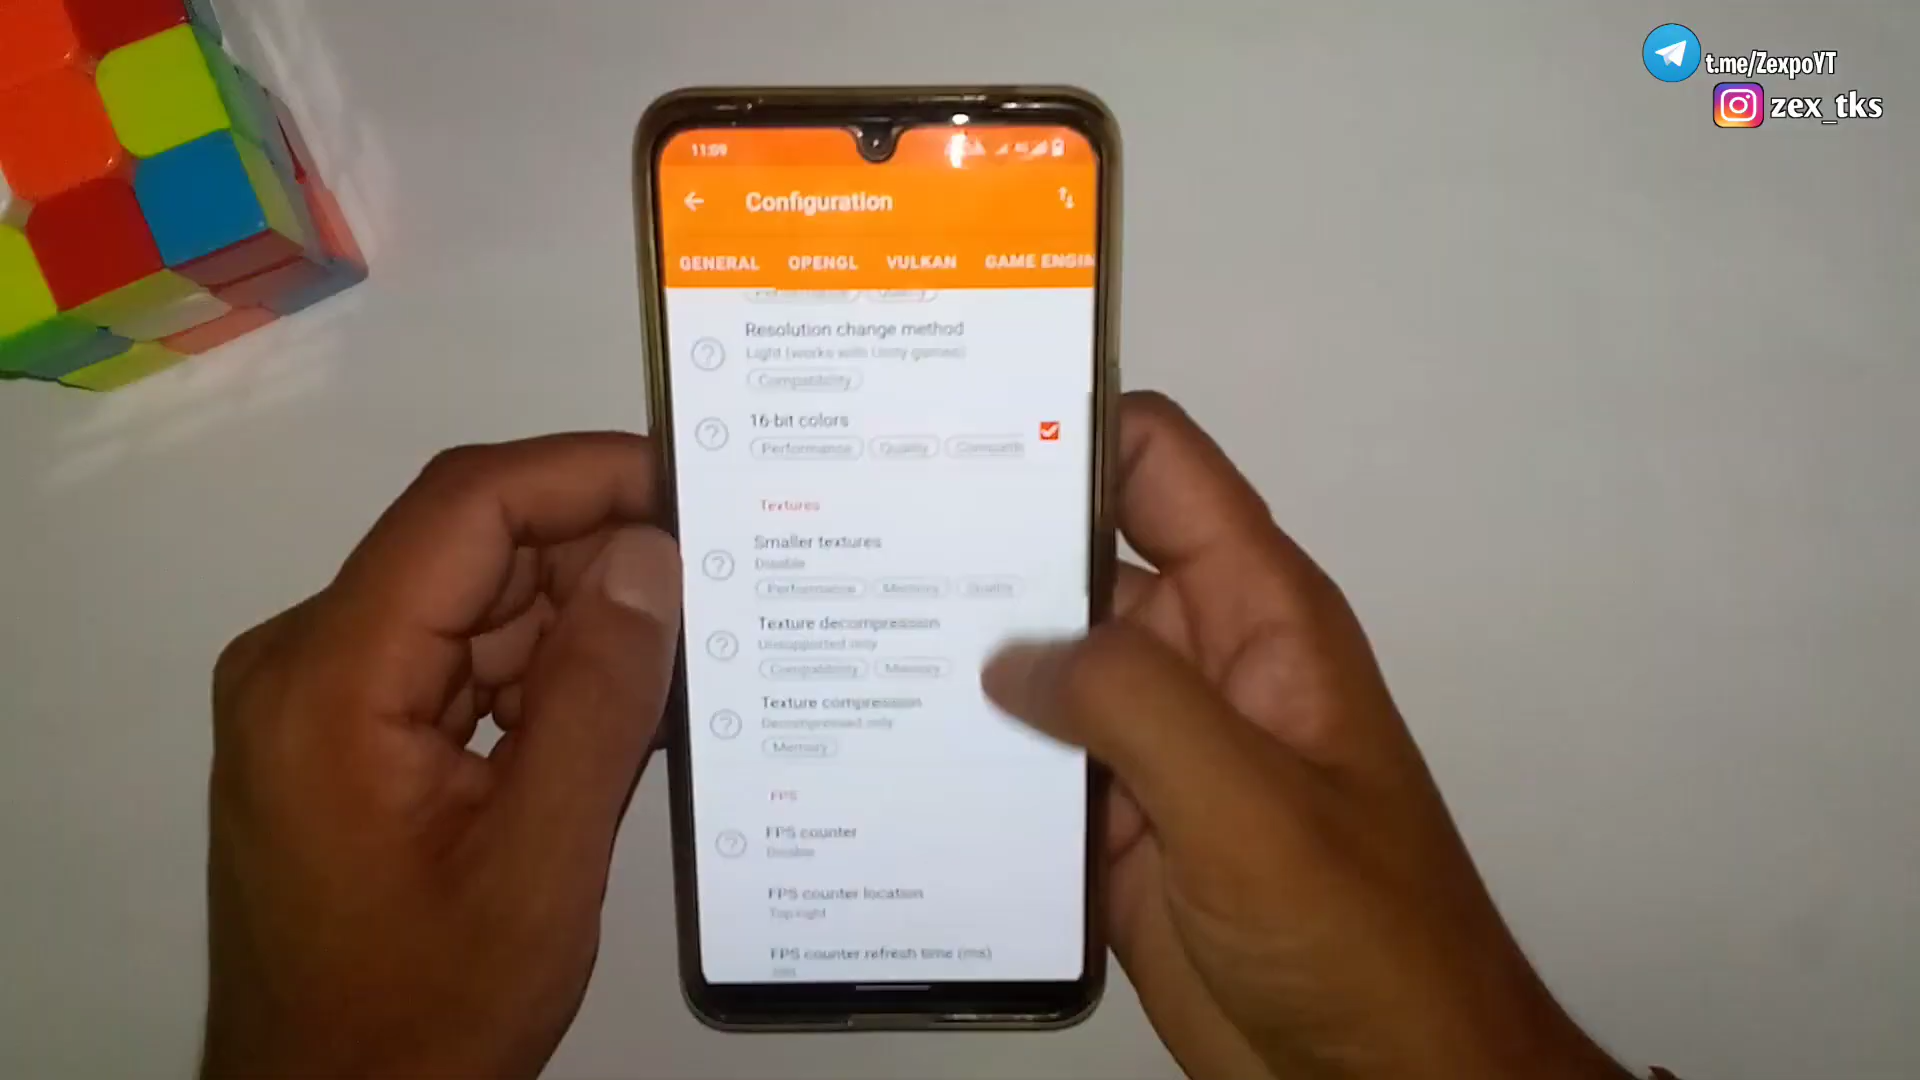 t.me/ZexpoYT
zex_tks
11:09
Configuration
GENERAL OPENGL VULKAN GAME ENGIN
Performance Quality
Resolution change method
Light (works with Unity games)
Compatibility
16-bit colors
Performance Quality Compatib
Textures
Smaller textures
Disable
Performance Memory Quality
Texture decompression
Unsupported only
Compatibility Memory
Texture compression
Decompressed only
Memory
FPS
FPS counter
Disable
FPS counter location
Top-right
FPS counter refresh time (ms)